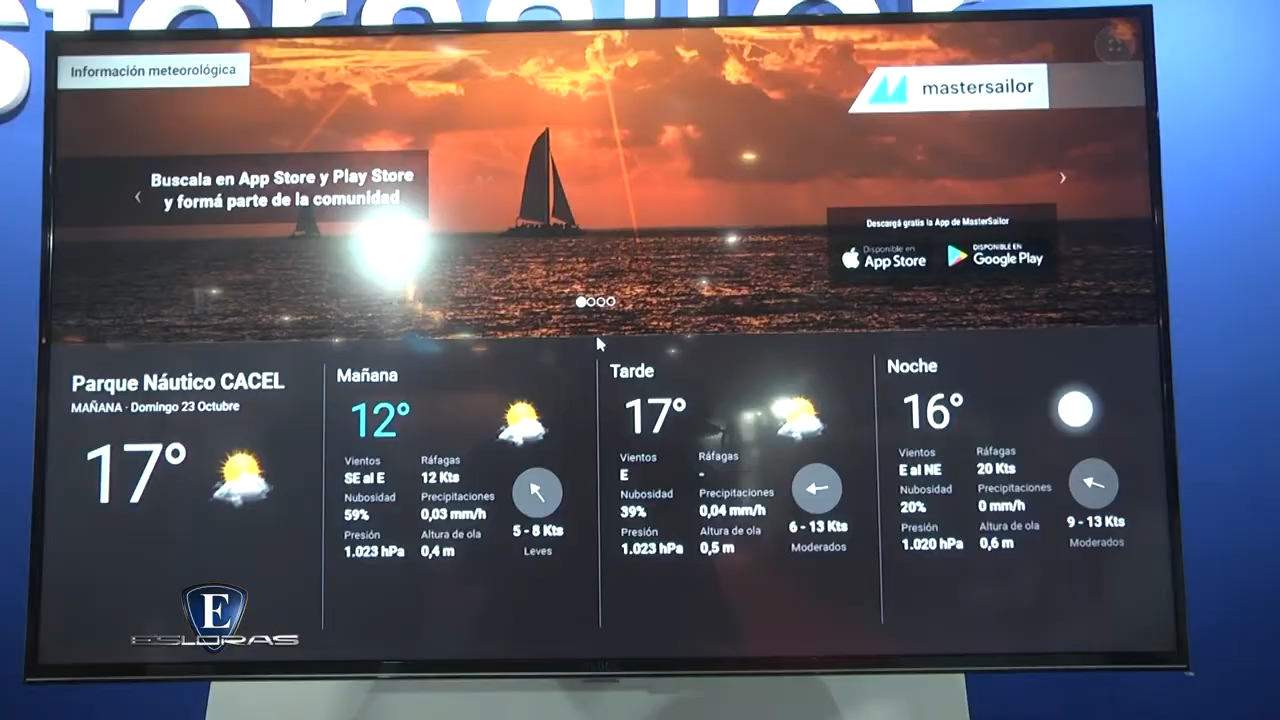 Información meteorológica
mastersailor
Buscala en App Store y Play Store
y formá parte de la comunidad
Descargá gratis la App de MasterSailor
Disponible en
App Store
DISPONIBLE EN
Google Play
Parque Náutico CACEL
MAÑANA · Domingo 23 Octubre
17°
Mañana
12°
Vientos
SE al E
Ráfagas
12 Kts
Nubosidad
59%
Precipitaciones
0,03 mm/h
Presión
1.023 hPa
Altura de ola
0,4 m
5 - 8 Kts
Leves
Tarde
17°
Vientos
E
Ráfagas
-
Nubosidad
39%
Precipitaciones
0,04 mm/h
Presión
1.023 hPa
Altura de ola
0,5 m
6 - 13 Kts
Moderados
Noche
16°
Vientos
E al NE
Ráfagas
20 Kts
Nubosidad
20%
Precipitaciones
0 mm/h
Presión
1.020 hPa
Altura de ola
0,6 m
9 - 13 Kts
Moderados
E
ESLORAS